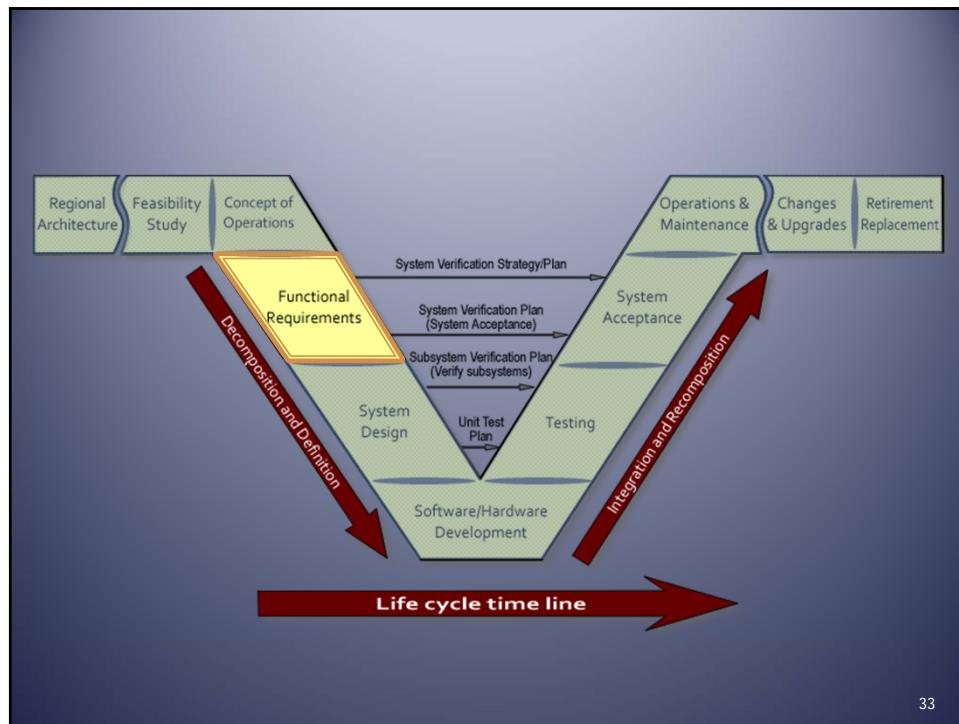 Regional
Architecture
Feasibility
Study
Concept of
Operations
Operations &
Maintenance
Changes
& Upgrades
Retirement
Replacement
System Verification Strategy/Plan
Functional
Requirements
System
Acceptance
System Verification Plan
(System Acceptance)
Subsystem Verification Plan
(Verify subsystems)
Decomposition and Definition
Integration and Recomposition
System
Design
Unit Test
Plan
Testing
Software/Hardware
Development
Life cycle time line
33